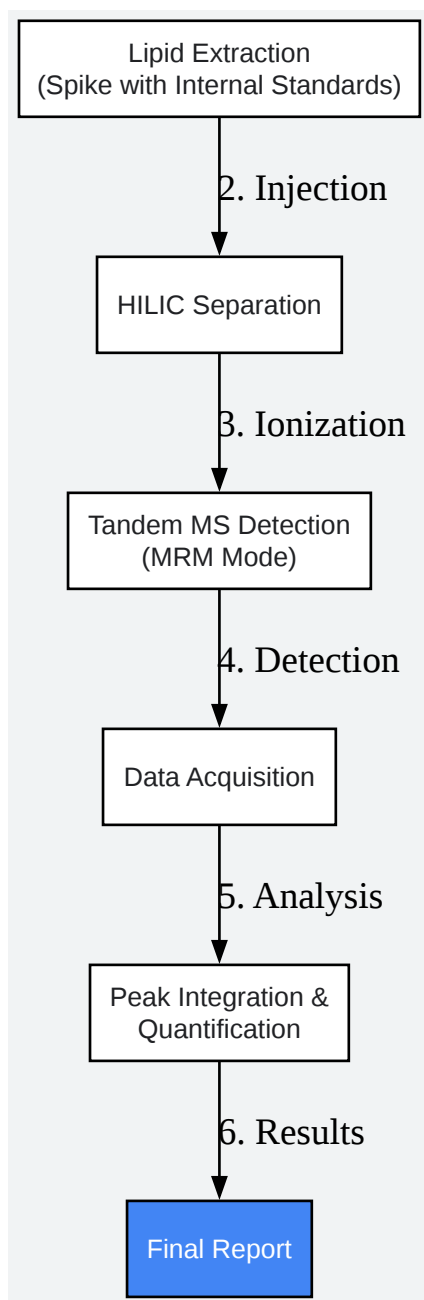 Lipid Extraction
(Spike with Internal Standards)
2. Injection
HILIC Separation
3. Ionization
Tandem MS Detection
(MRM Mode)
4. Detection
Data Acquisition
5. Analysis
Peak Integration &
Quantification
6. Results
Final Report